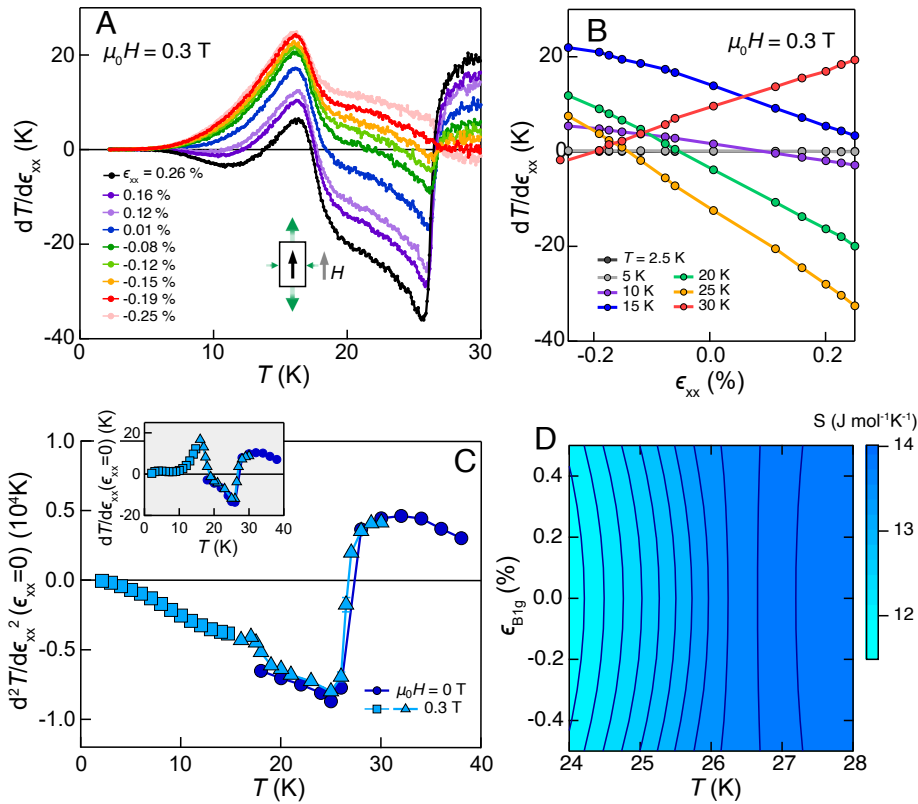 A
μ₀H = 0.3 T
dT/dϵxx (K)
20
0
-20
-40
ϵxx = 0.26 %
0.16 %
0.12 %
0.01 %
-0.08 %
-0.12 %
-0.15 %
-0.19 %
-0.25 %
H
0
10
20
30
T (K)
B
μ₀H = 0.3 T
dT/dϵxx (K)
20
0
-20
-40
T = 2.5 K
5 K
10 K
15 K
20 K
25 K
30 K
-0.2
0.0
0.2
ϵxx (%)
C
d²T/dϵxx² (ϵxx=0) (10⁴K)
1.0
0.5
0.0
-0.5
-1.0
dT/dϵxx(ϵxx=0) (K)
20
0
-20
0
10
20
30
40
T (K)
μ₀H = 0 T
0.3 T
0
10
20
30
40
T (K)
D
S (J mol⁻¹K⁻¹)
14
13
12
ϵB1g (%)
0.4
0.2
0.0
-0.2
-0.4
24
25
26
27
28
T (K)